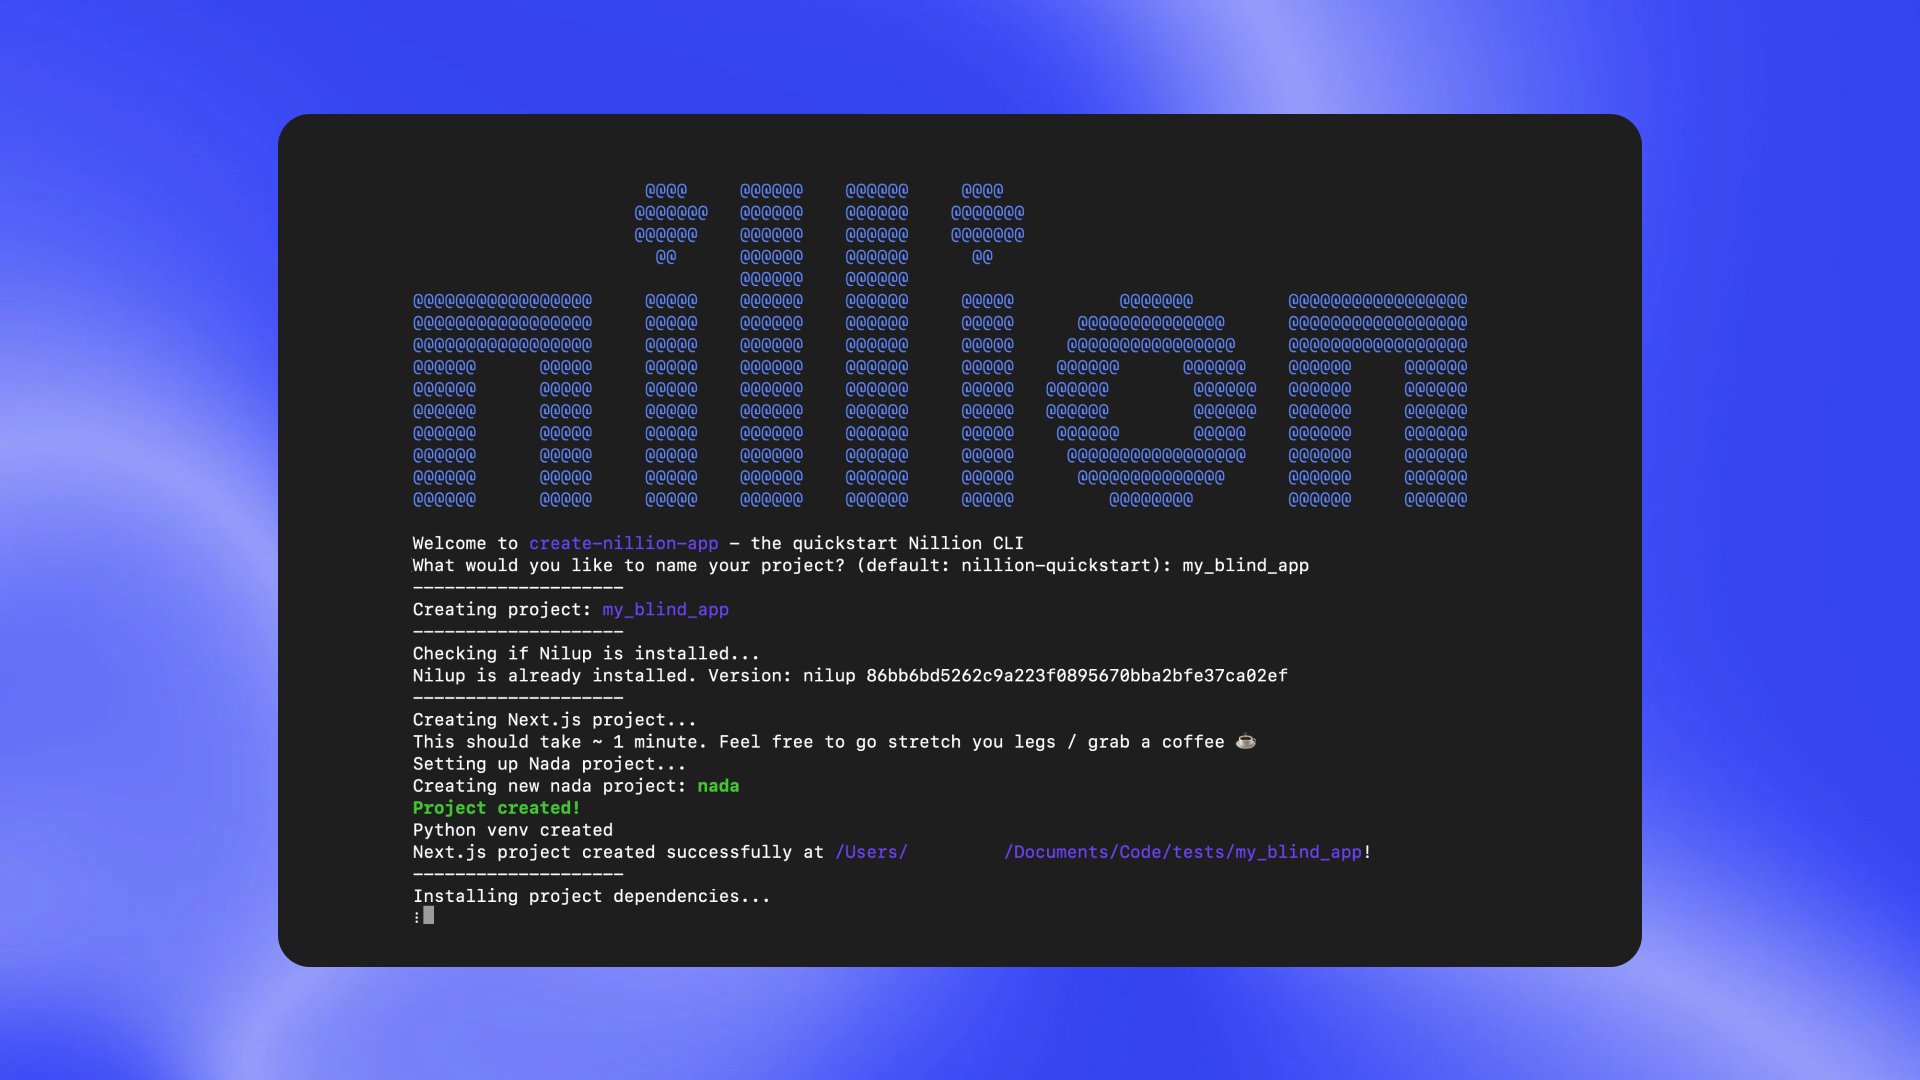 nillion
Welcome to create-nillion-app - the quickstart Nillion CLI
What would you like to name your project? (default: nillion-quickstart): my_blind_app
--------------------
Creating project: my_blind_app
--------------------
Checking if Nilup is installed...
Nilup is already installed. Version: nilup 86bb6bd5262c9a223f0895670bba2bfe37ca02ef
--------------------
Creating Next.js project...
This should take ~ 1 minute. Feel free to go stretch you legs / grab a coffee ☕
Setting up Nada project...
Creating new nada project: nada
Project created!
Python venv created
Next.js project created successfully at /Users/ /Documents/Code/tests/my_blind_app!
--------------------
Installing project dependencies...